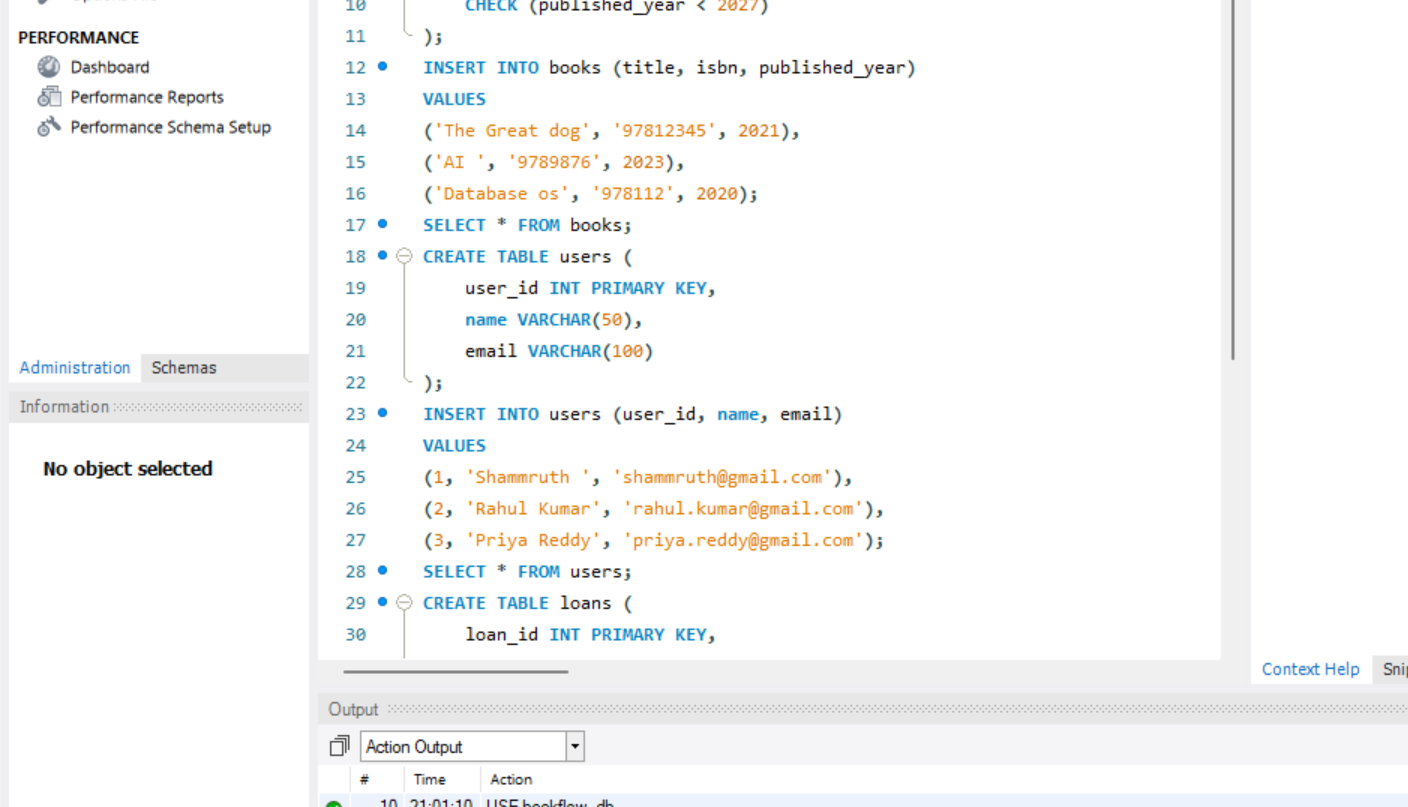 PERFORMANCE
Dashboard
Performance Reports
Performance Schema Setup
Administration
Schemas
Information
No object selected
10 CHECK (published_year < 2027)
11 );
12 INSERT INTO books (title, isbn, published_year)
13 VALUES
14 ('The Great dog', '97812345', 2021),
15 ('AI ', '9789876', 2023),
16 ('Database os', '978112', 2020);
17 SELECT * FROM books;
18 CREATE TABLE users (
19 user_id INT PRIMARY KEY,
20 name VARCHAR(50),
21 email VARCHAR(100)
22 );
23 INSERT INTO users (user_id, name, email)
24 VALUES
25 (1, 'Shammruth ', 'shammruth@gmail.com'),
26 (2, 'Rahul Kumar', 'rahul.kumar@gmail.com'),
27 (3, 'Priya Reddy', 'priya.reddy@gmail.com');
28 SELECT * FROM users;
29 CREATE TABLE loans (
30 loan_id INT PRIMARY KEY,
Context Help
Output
Action Output
# Time Action
10 21:01:10 USE bookflow_db